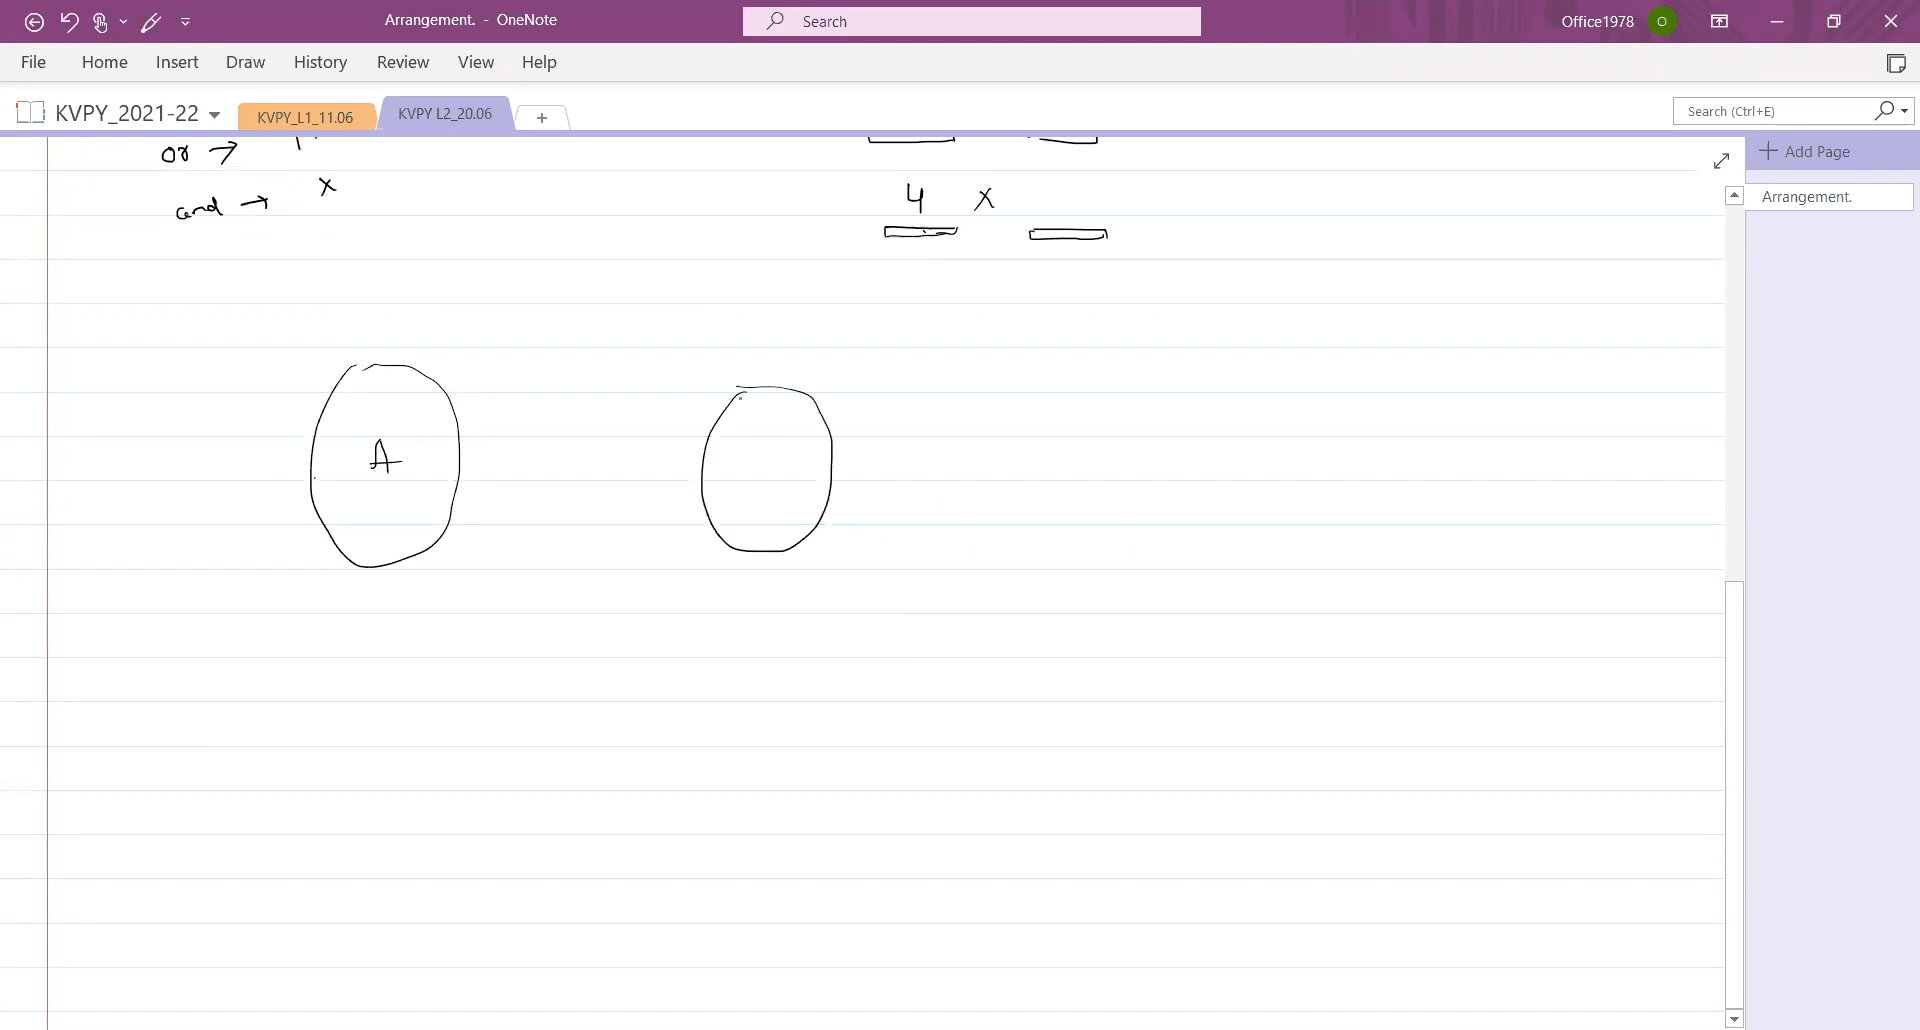 Arrangement. - OneNote
Search
Office1978
O
File Home Insert Draw History Review View Help
KVPY_2021-22
KVPY_L1_11.06
KVPY L2_20.06
+
Search (Ctrl+E)
Add Page
Arrangement.
or →
and → x
4 x
A